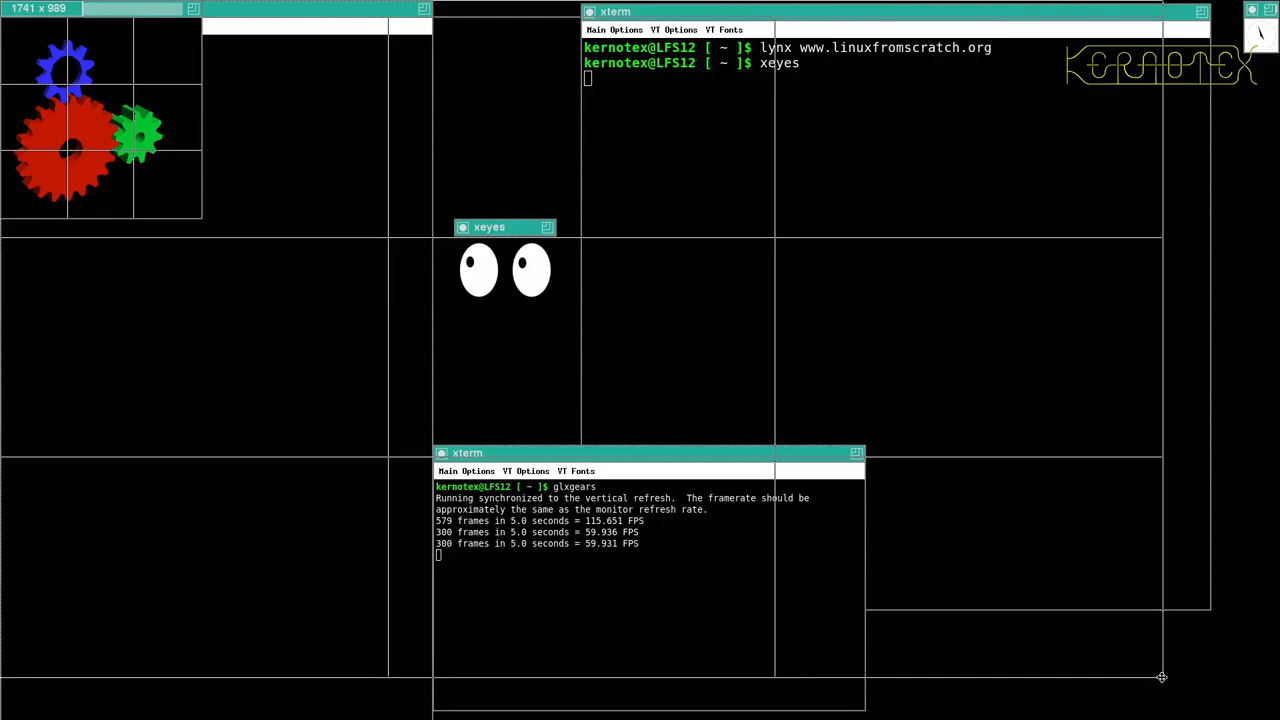 1741 x 989
xterm
Main Options VT Options VT Fonts
kernotex@LFS12 [ ~ ]$ lynx www.linuxfromscratch.org
kernotex@LFS12 [ ~ ]$ xeyes
KERNOTEX
xeyes
xterm
Main Options VT Options VT Fonts
kernotex@LFS12 [ ~ ]$ glxgears
Running synchronized to the vertical refresh.  The framerate should be
approximately the same as the monitor refresh rate.
579 frames in 5.0 seconds = 115.651 FPS
300 frames in 5.0 seconds = 59.936 FPS
300 frames in 5.0 seconds = 59.931 FPS